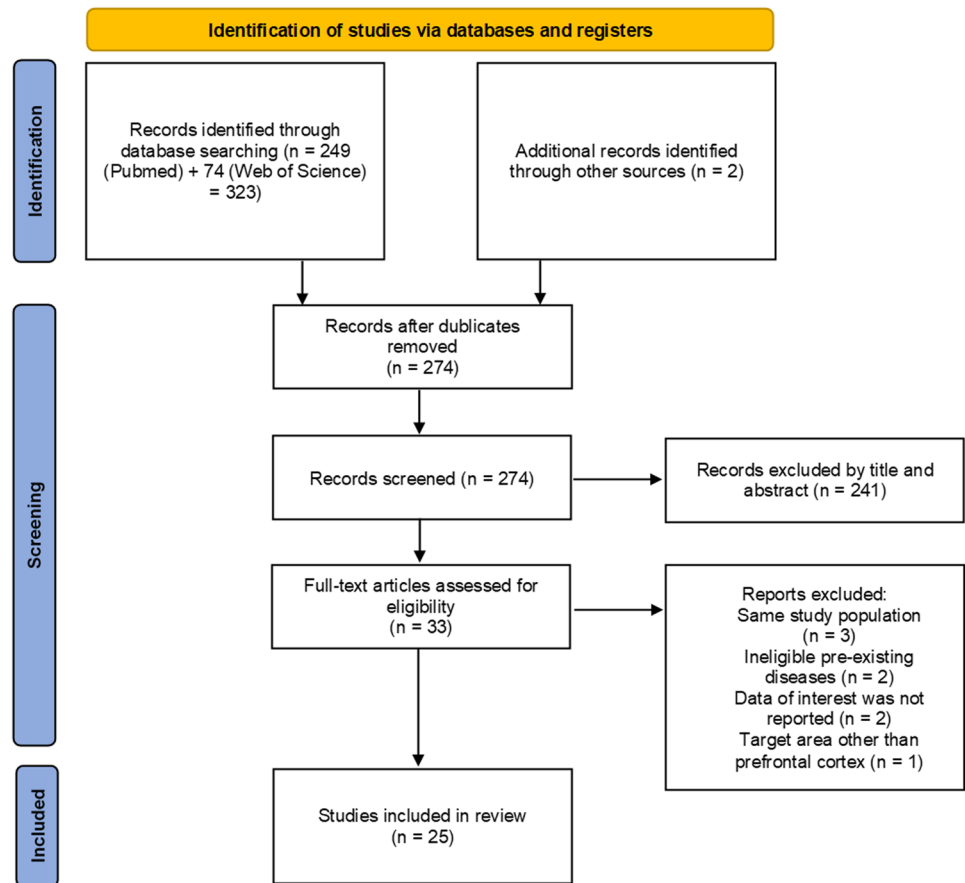 Identification of studies via databases and registers
Identification
Records identified through
database searching (n = 249
(Pubmed) + 74 (Web of Science)
= 323)
Additional records identified
through other sources (n = 2)
Screening
Records after dublicates
removed
(n = 274)
Records screened (n = 274)
Records excluded by title and
abstract (n = 241)
Full-text articles assessed for
eligibility
(n = 33)
Reports excluded:
Same study population
(n = 3)
Ineligible pre-existing
diseases (n = 2)
Data of interest was not
reported (n = 2)
Target area other than
prefrontal cortex (n = 1)
Included
Studies included in review
(n = 25)